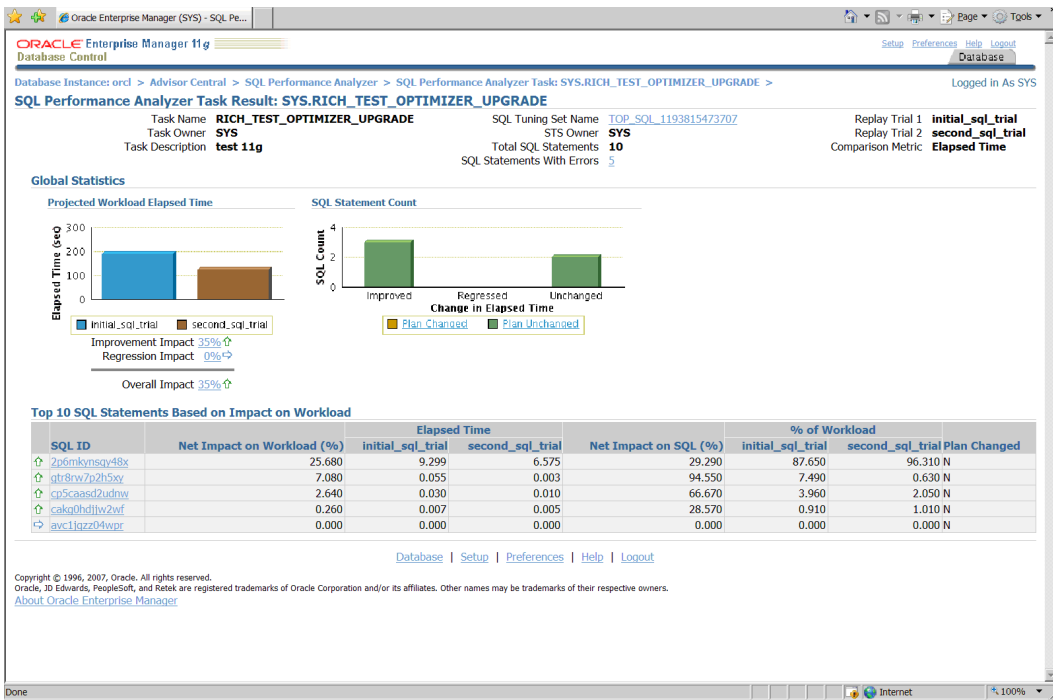 Oracle Enterprise Manager (SYS) - SQL Pe...
Page
Tools
ORACLE Enterprise Manager 11g
Database Control
Setup Preferences Help Logout
Database
Database Instance: orcl > Advisor Central > SQL Performance Analyzer > SQL Performance Analyzer Task: SYS.RICH_TEST_OPTIMIZER_UPGRADE >
Logged in As SYS
SQL Performance Analyzer Task Result: SYS.RICH_TEST_OPTIMIZER_UPGRADE
Task Name RICH_TEST_OPTIMIZER_UPGRADE
Task Owner SYS
Task Description test 11g
SQL Tuning Set Name TOP_SQL_1193815473707
STS Owner SYS
Total SQL Statements 10
SQL Statements With Errors 5
Replay Trial 1 initial_sql_trial
Replay Trial 2 second_sql_trial
Comparison Metric Elapsed Time
Global Statistics
Projected Workload Elapsed Time
Elapsed Time (sec)
300
200
100
0
initial_sql_trial second_sql_trial
Improvement Impact 35%
Regression Impact 0%
Overall Impact 35%
SQL Statement Count
SQL Count
4
2
0
Improved Regressed Unchanged
Change in Elapsed Time
Plan Changed Plan Unchanged
Top 10 SQL Statements Based on Impact on Workload
Elapsed Time % of Workload
SQL ID Net Impact on Workload (%) initial_sql_trial second_sql_trial Net Impact on SQL (%) initial_sql_trial second_sql_trial Plan Changed
2p6mkynsqy48x 25.680 9.299 6.575 29.290 87.650 96.310 N
gtr8rw7p2h5xy 7.080 0.055 0.003 94.550 7.490 0.630 N
cp5caasd2udnw 2.640 0.030 0.010 66.670 3.960 2.050 N
cakg0hdjjw2wf 0.260 0.007 0.005 28.570 0.910 1.010 N
avc1jqzz04wpr 0.000 0.000 0.000 0.000 0.000 0.000 N
Database | Setup | Preferences | Help | Logout
Copyright © 1996, 2007, Oracle. All rights reserved.
Oracle, JD Edwards, PeopleSoft, and Retek are registered trademarks of Oracle Corporation and/or its affiliates. Other names may be trademarks of their respective owners.
About Oracle Enterprise Manager
Done
Internet
100%